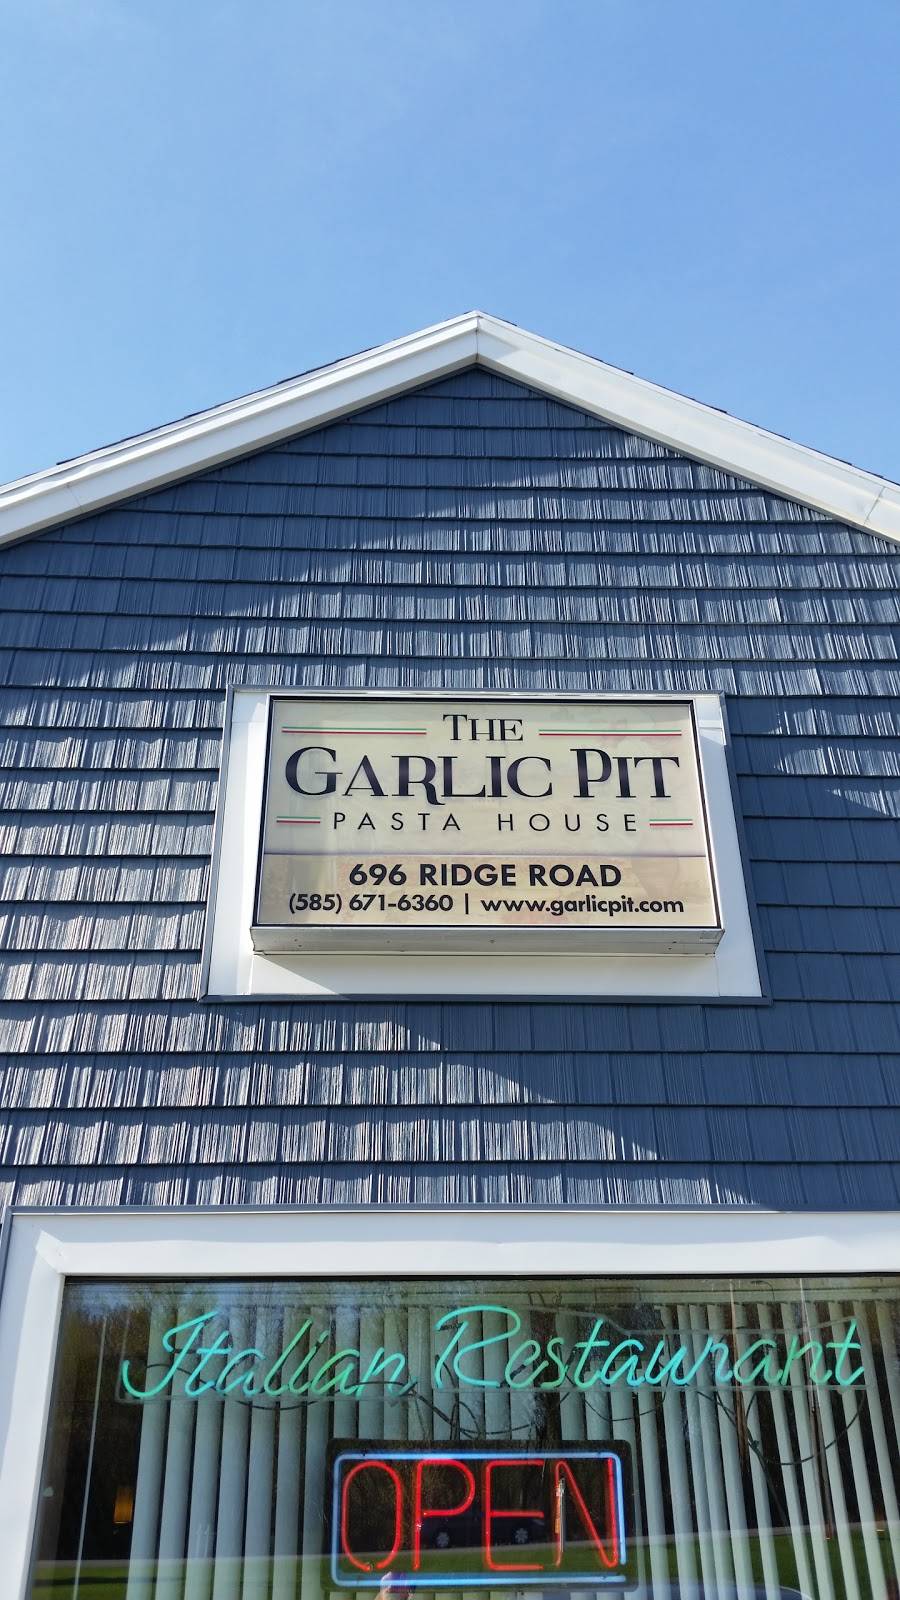 THE
GARLIC PIT
PASTA HOUSE
696 RIDGE ROAD
(585) 671-6360 | www.garlicpit.com
Italian Restaurant
OPEN